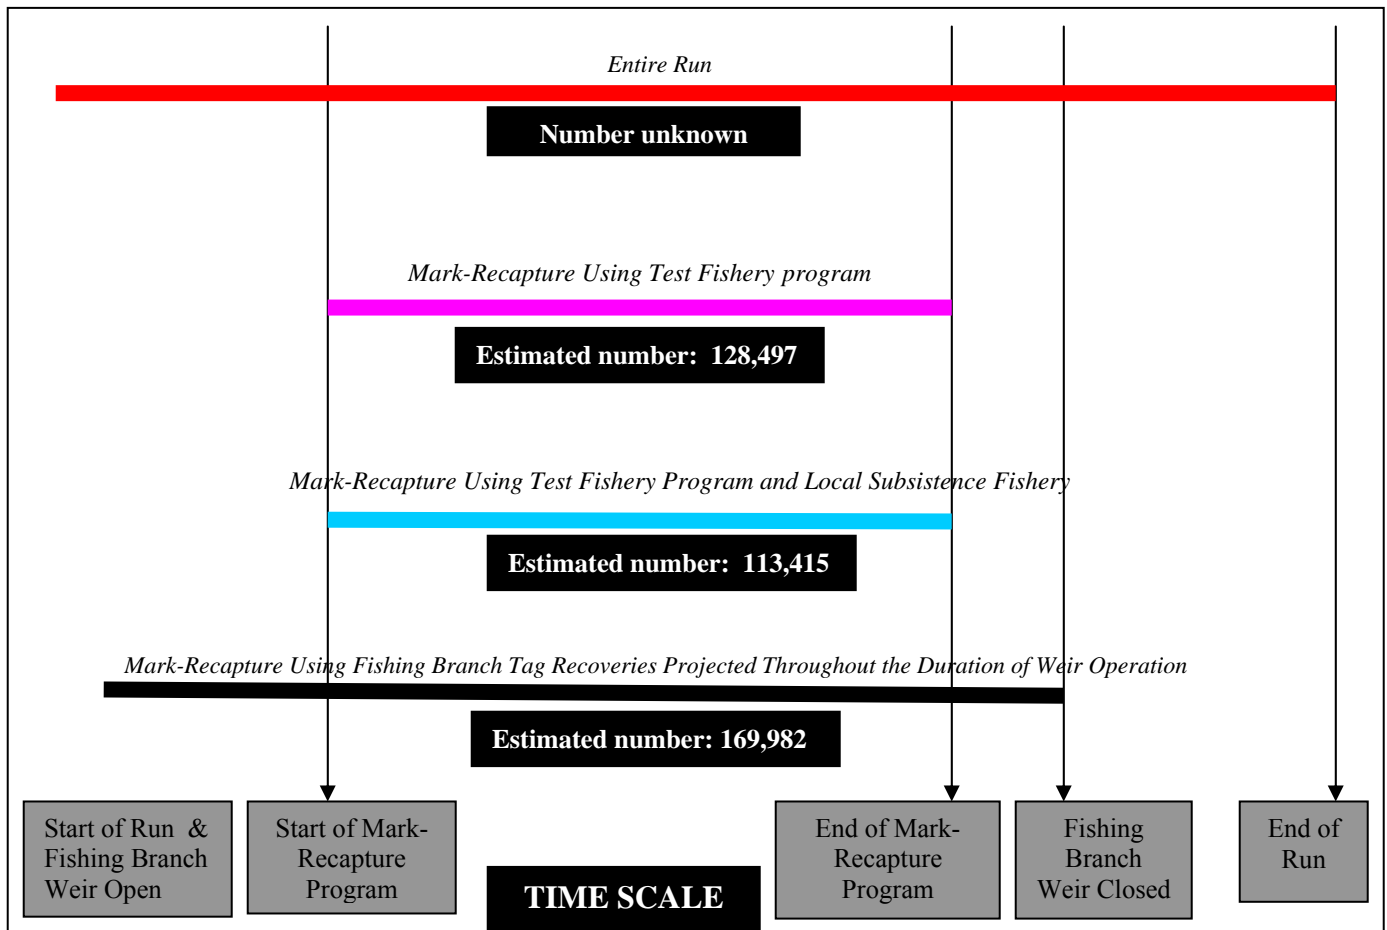 Entire Run
Number unknown
Mark-Recapture Using Test Fishery program
Estimated number: 128,497
Mark-Recapture Using Test Fishery Program and Local Subsistence Fishery
Estimated number: 113,415
Mark-Recapture Using Fishing Branch Tag Recoveries Projected Throughout the Duration of Weir Operation
Estimated number: 169,982
Start of Run &
Fishing Branch
Weir Open
Start of Mark-
Recapture
Program
TIME SCALE
End of Mark-
Recapture
Program
Fishing
Branch
Weir Closed
End of
Run